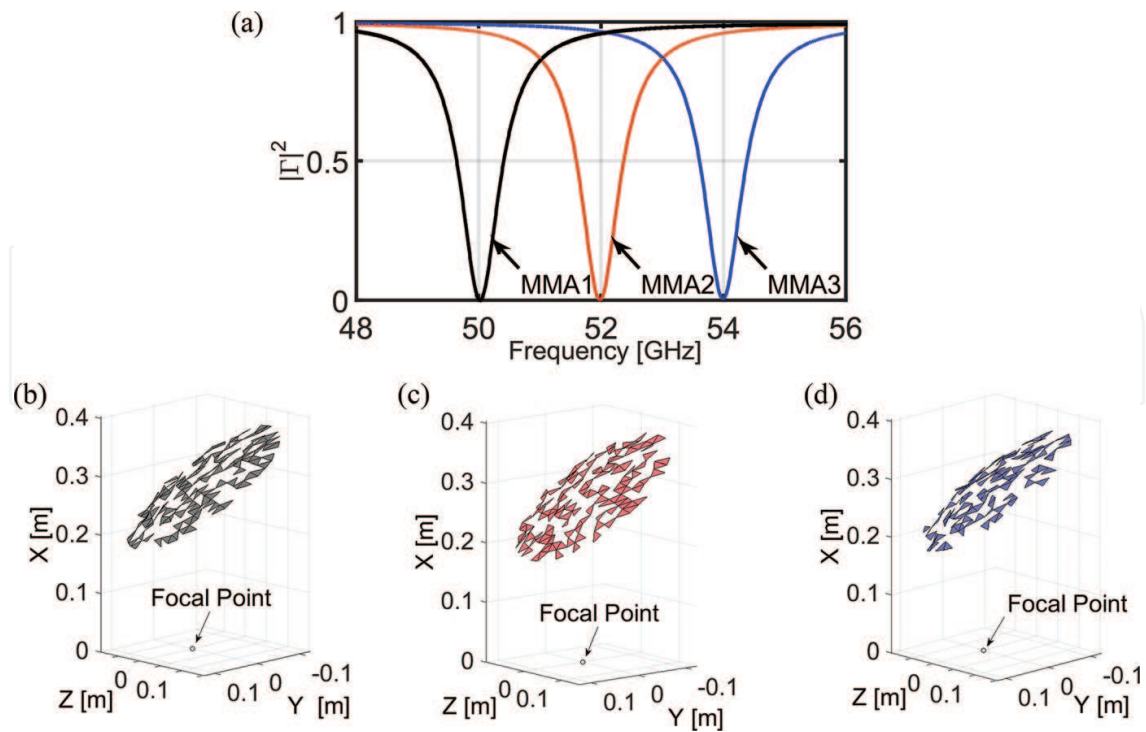 (a)
|Γ|²
1
0.5
0
MMA1
MMA2
MMA3
48
50
52
54
56
Frequency [GHz]
(b)
0.4
0.3
0.2
0.1
0
X [m]
Focal Point
0
0.1
Z [m]
0.1
0
-0.1
Y [m]
(c)
0.4
0.3
0.2
0.1
0
X [m]
Focal Point
0
0.1
Z [m]
0.1
0
-0.1
Y [m]
(d)
0.4
0.3
0.2
0.1
0
X [m]
Focal Point
0
0.1
Z [m]
0.1
0
-0.1
Y [m]